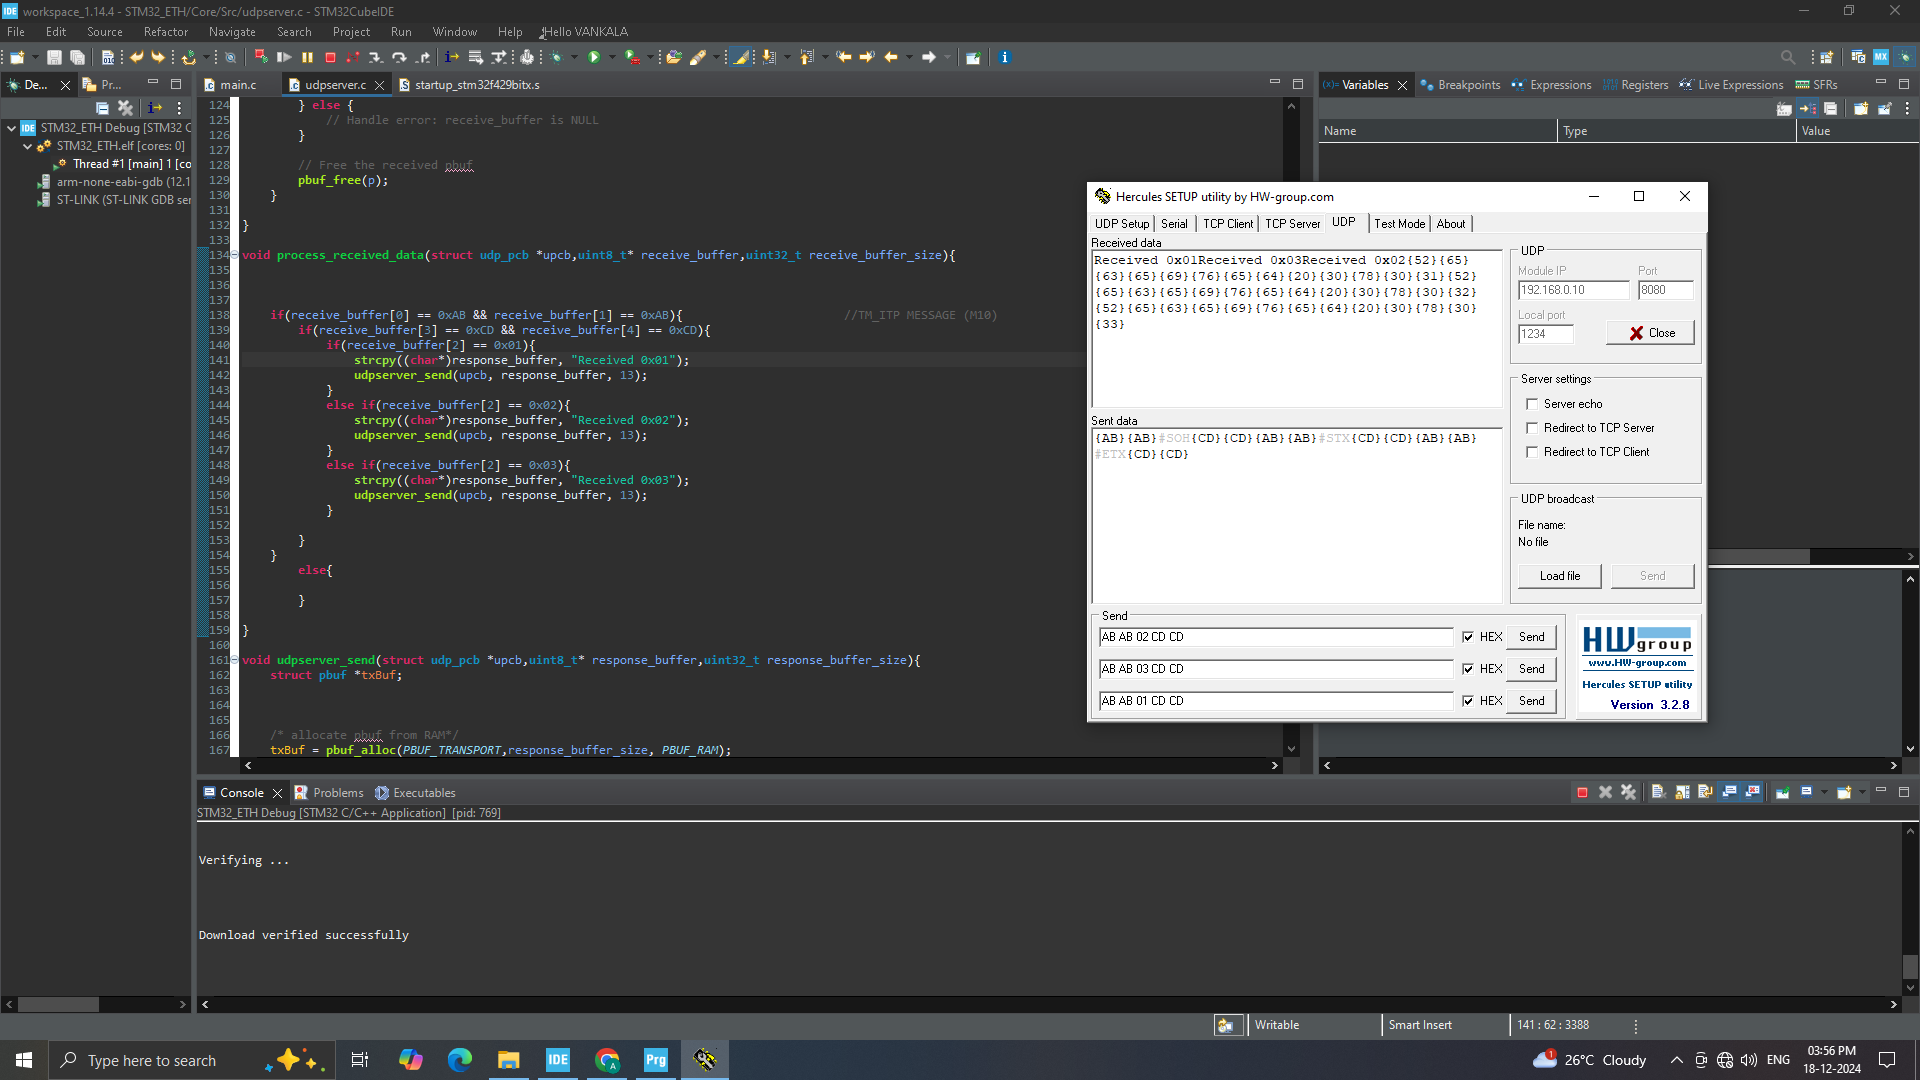 IDE workspace_1.14.4 - STM32_ETH/Core/Src/udpserver.c - STM32CubeIDE
File Edit Source Refactor Navigate Search Project Run Window Help Hello VANKALA
De... Pr...
main.c udpserver.c startup_stm32f429bitx.s
(x)= Variables Breakpoints Expressions Registers Live Expressions SFRs
Name Type Value
IDE STM32_ETH Debug [STM32 C
STM32_ETH.elf [cores: 0]
Thread #1 [main] 1 [co
arm-none-eabi-gdb (12.1
ST-LINK (ST-LINK GDB ser
124 } else {
125 // Handle error: receive_buffer is NULL
126 }
127
128 // Free the received pbuf
129 pbuf_free(p);
130 }
131
132 }
133
134 void process_received_data(struct udp_pcb *upcb,uint8_t* receive_buffer,uint32_t receive_buffer_size){
135
136
137
138 if(receive_buffer[0] == 0xAB && receive_buffer[1] == 0xAB){ //TM_ITP MESSAGE (M10)
139 if(receive_buffer[3] == 0xCD && receive_buffer[4] == 0xCD){
140 if(receive_buffer[2] == 0x01){
141 strcpy((char*)response_buffer, "Received 0x01");
142 udpserver_send(upcb, response_buffer, 13);
143 }
144 else if(receive_buffer[2] == 0x02){
145 strcpy((char*)response_buffer, "Received 0x02");
146 udpserver_send(upcb, response_buffer, 13);
147 }
148 else if(receive_buffer[2] == 0x03){
149 strcpy((char*)response_buffer, "Received 0x03");
150 udpserver_send(upcb, response_buffer, 13);
151 }
152
153 }
154 }
155 else{
156
157 }
158
159 }
160
161 void udpserver_send(struct udp_pcb *upcb,uint8_t* response_buffer,uint32_t response_buffer_size){
162 struct pbuf *txBuf;
163
164
165
166 /* allocate pbuf from RAM*/
167 txBuf = pbuf_alloc(PBUF_TRANSPORT,response_buffer_size, PBUF_RAM);
Hercules SETUP utility by HW-group.com
UDP Setup Serial TCP Client TCP Server UDP Test Mode About
Received data
Received 0x01Received 0x03Received 0x02{52}{65}
{63}{65}{69}{76}{65}{64}{20}{30}{78}{30}{31}{52}
{65}{63}{65}{69}{76}{65}{64}{20}{30}{78}{30}{32}
{52}{65}{63}{65}{69}{76}{65}{64}{20}{30}{78}{30}
{33}
Sent data
{AB}{AB}#SOH{CD}{CD}{AB}{AB}#STX{CD}{CD}{AB}{AB}
#ETX{CD}{CD}
UDP
Module IP Port
192.168.0.10 8080
Local port
1234 Close
Server settings
Server echo
Redirect to TCP Server
Redirect to TCP Client
UDP broadcast
File name:
No file
Load file Send
Send
AB AB 02 CD CD HEX Send
AB AB 03 CD CD HEX Send
AB AB 01 CD CD HEX Send
HW group
www.HW-group.com
Hercules SETUP utility
Version 3.2.8
Console Problems Executables
STM32_ETH Debug [STM32 C/C++ Application] [pid: 769]
Verifying ...
Download verified successfully
Writable Smart Insert 141 : 62 : 3388
Type here to search IDE Prg 1 26°C Cloudy ENG 03:56 PM
18-12-2024